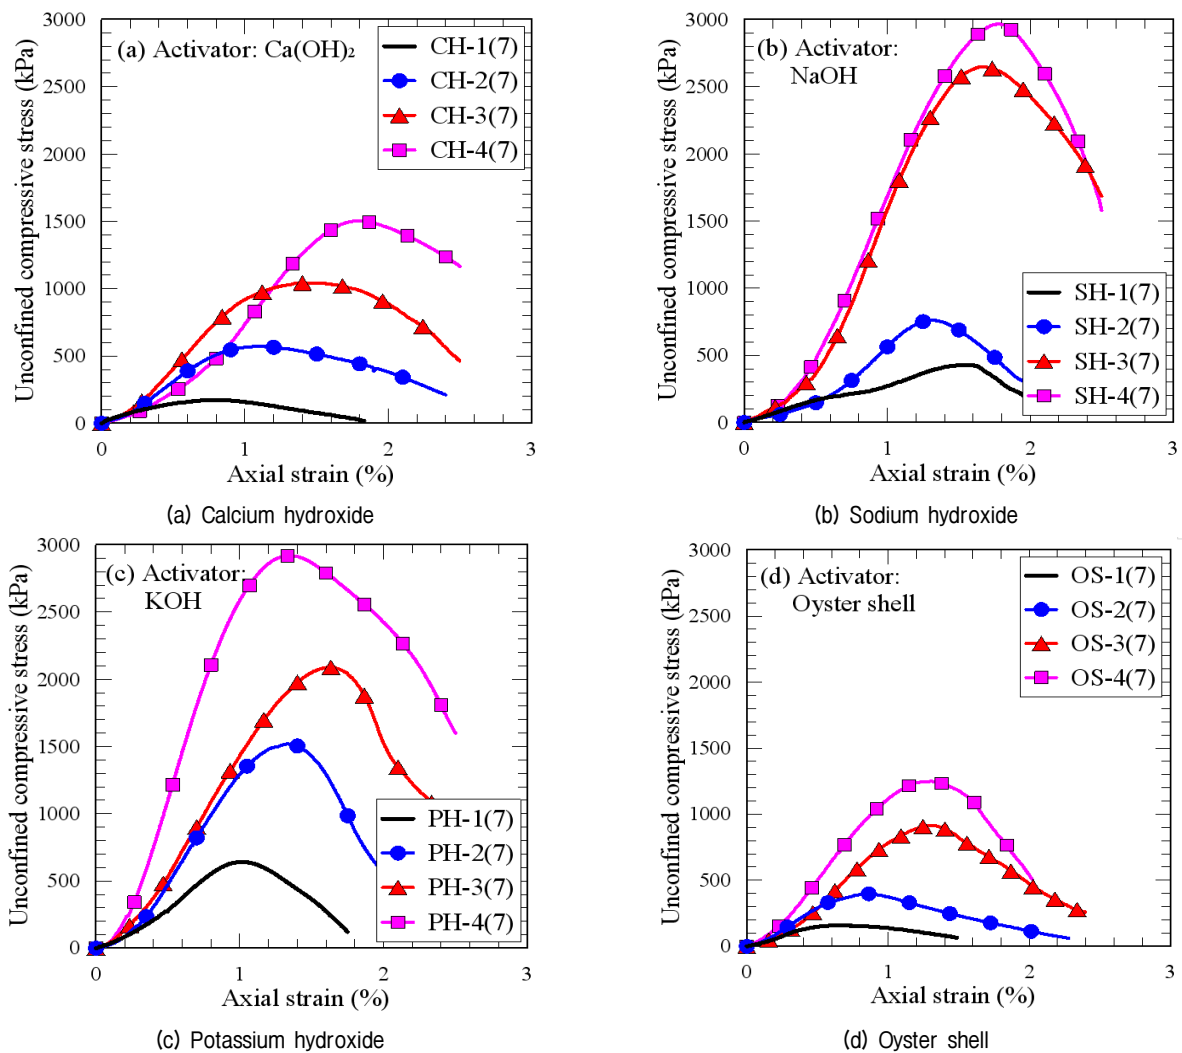 Unconfined compressive stress (kPa)
3000
2500
2000
1500
1000
500
0
(a) Activator: Ca(OH)₂
CH-1(7)
CH-2(7)
CH-3(7)
CH-4(7)
0 1 2 3
Axial strain (%)
(a) Calcium hydroxide
Unconfined compressive stress (kPa)
3000
2500
2000
1500
1000
500
0
(b) Activator:
NaOH
SH-1(7)
SH-2(7)
SH-3(7)
SH-4(7)
0 1 2 3
Axial strain (%)
(b) Sodium hydroxide
Unconfined compressive stress (kPa)
3000
2500
2000
1500
1000
500
0
(c) Activator:
KOH
PH-1(7)
PH-2(7)
PH-3(7)
PH-4(7)
0 1 2 3
Axial strain (%)
(c) Potassium hydroxide
Unconfined compressive stress (kPa)
3000
2500
2000
1500
1000
500
0
(d) Activator:
Oyster shell
OS-1(7)
OS-2(7)
OS-3(7)
OS-4(7)
0 1 2 3
Axial strain (%)
(d) Oyster shell